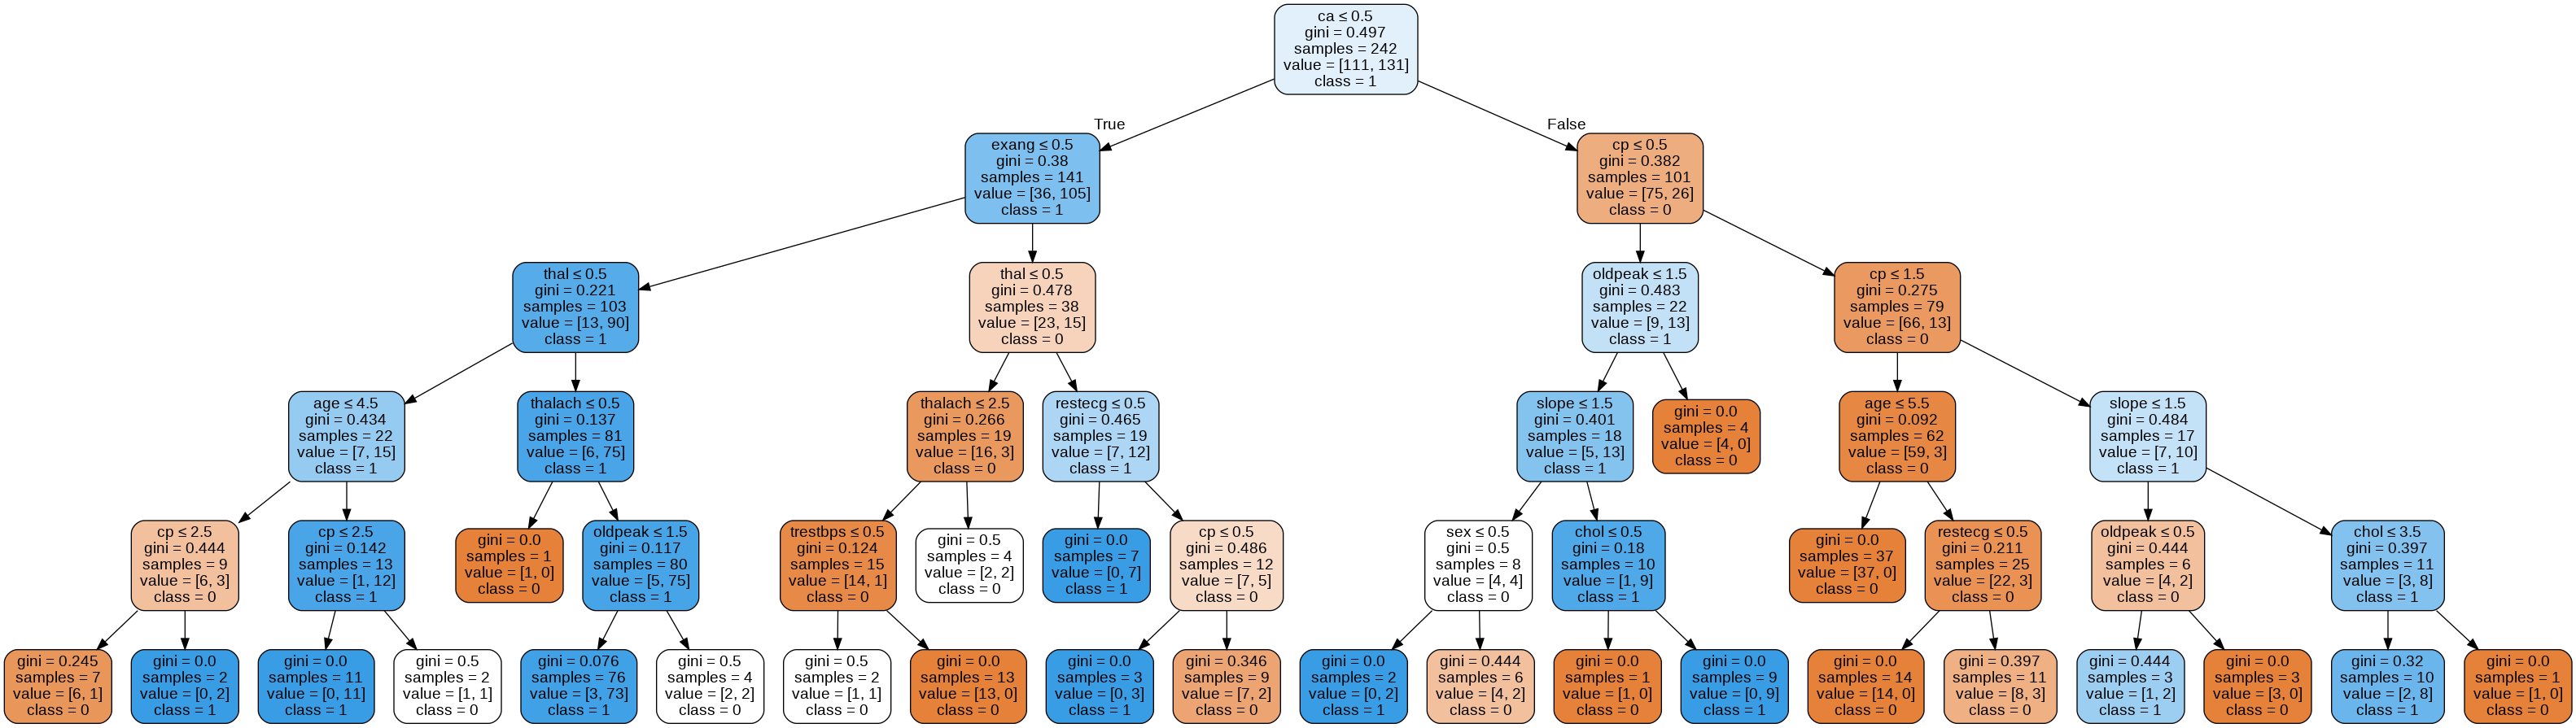 ca ≤ 0.5
gini = 0.497
samples = 242
value = [111, 131]
class = 1
True
False
exang ≤ 0.5
gini = 0.38
samples = 141
value = [36, 105]
class = 1
cp ≤ 0.5
gini = 0.382
samples = 101
value = [75, 26]
class = 0
thal ≤ 0.5
gini = 0.221
samples = 103
value = [13, 90]
class = 1
thal ≤ 0.5
gini = 0.478
samples = 38
value = [23, 15]
class = 0
oldpeak ≤ 1.5
gini = 0.483
samples = 22
value = [9, 13]
class = 1
cp ≤ 1.5
gini = 0.275
samples = 79
value = [66, 13]
class = 0
age ≤ 4.5
gini = 0.434
samples = 22
value = [7, 15]
class = 1
thalach ≤ 0.5
gini = 0.137
samples = 81
value = [6, 75]
class = 1
thalach ≤ 2.5
gini = 0.266
samples = 19
value = [16, 3]
class = 0
restecg ≤ 0.5
gini = 0.465
samples = 19
value = [7, 12]
class = 1
slope ≤ 1.5
gini = 0.401
samples = 18
value = [5, 13]
class = 1
gini = 0.0
samples = 4
value = [4, 0]
class = 0
age ≤ 5.5
gini = 0.092
samples = 62
value = [59, 3]
class = 0
slope ≤ 1.5
gini = 0.484
samples = 17
value = [7, 10]
class = 1
cp ≤ 2.5
gini = 0.444
samples = 9
value = [6, 3]
class = 0
cp ≤ 2.5
gini = 0.142
samples = 13
value = [1, 12]
class = 1
gini = 0.0
samples = 1
value = [1, 0]
class = 0
oldpeak ≤ 1.5
gini = 0.117
samples = 80
value = [5, 75]
class = 1
trestbps ≤ 0.5
gini = 0.124
samples = 15
value = [14, 1]
class = 0
gini = 0.5
samples = 4
value = [2, 2]
class = 0
gini = 0.0
samples = 7
value = [0, 7]
class = 1
cp ≤ 0.5
gini = 0.486
samples = 12
value = [7, 5]
class = 0
sex ≤ 0.5
gini = 0.5
samples = 8
value = [4, 4]
class = 0
chol ≤ 0.5
gini = 0.18
samples = 10
value = [1, 9]
class = 1
gini = 0.0
samples = 37
value = [37, 0]
class = 0
restecg ≤ 0.5
gini = 0.211
samples = 25
value = [22, 3]
class = 0
oldpeak ≤ 0.5
gini = 0.444
samples = 6
value = [4, 2]
class = 0
chol ≤ 3.5
gini = 0.397
samples = 11
value = [3, 8]
class = 1
gini = 0.245
samples = 7
value = [6, 1]
class = 0
gini = 0.0
samples = 2
value = [0, 2]
class = 1
gini = 0.0
samples = 11
value = [0, 11]
class = 1
gini = 0.5
samples = 2
value = [1, 1]
class = 0
gini = 0.076
samples = 76
value = [3, 73]
class = 1
gini = 0.5
samples = 4
value = [2, 2]
class = 0
gini = 0.5
samples = 2
value = [1, 1]
class = 0
gini = 0.0
samples = 13
value = [13, 0]
class = 0
gini = 0.0
samples = 3
value = [0, 3]
class = 1
gini = 0.346
samples = 9
value = [7, 2]
class = 0
gini = 0.0
samples = 2
value = [0, 2]
class = 1
gini = 0.444
samples = 6
value = [4, 2]
class = 0
gini = 0.0
samples = 1
value = [1, 0]
class = 0
gini = 0.0
samples = 9
value = [0, 9]
class = 1
gini = 0.0
samples = 14
value = [14, 0]
class = 0
gini = 0.397
samples = 11
value = [8, 3]
class = 0
gini = 0.444
samples = 3
value = [1, 2]
class = 1
gini = 0.0
samples = 3
value = [3, 0]
class = 0
gini = 0.32
samples = 10
value = [2, 8]
class = 1
gini = 0.0
samples = 1
value = [1, 0]
class = 0